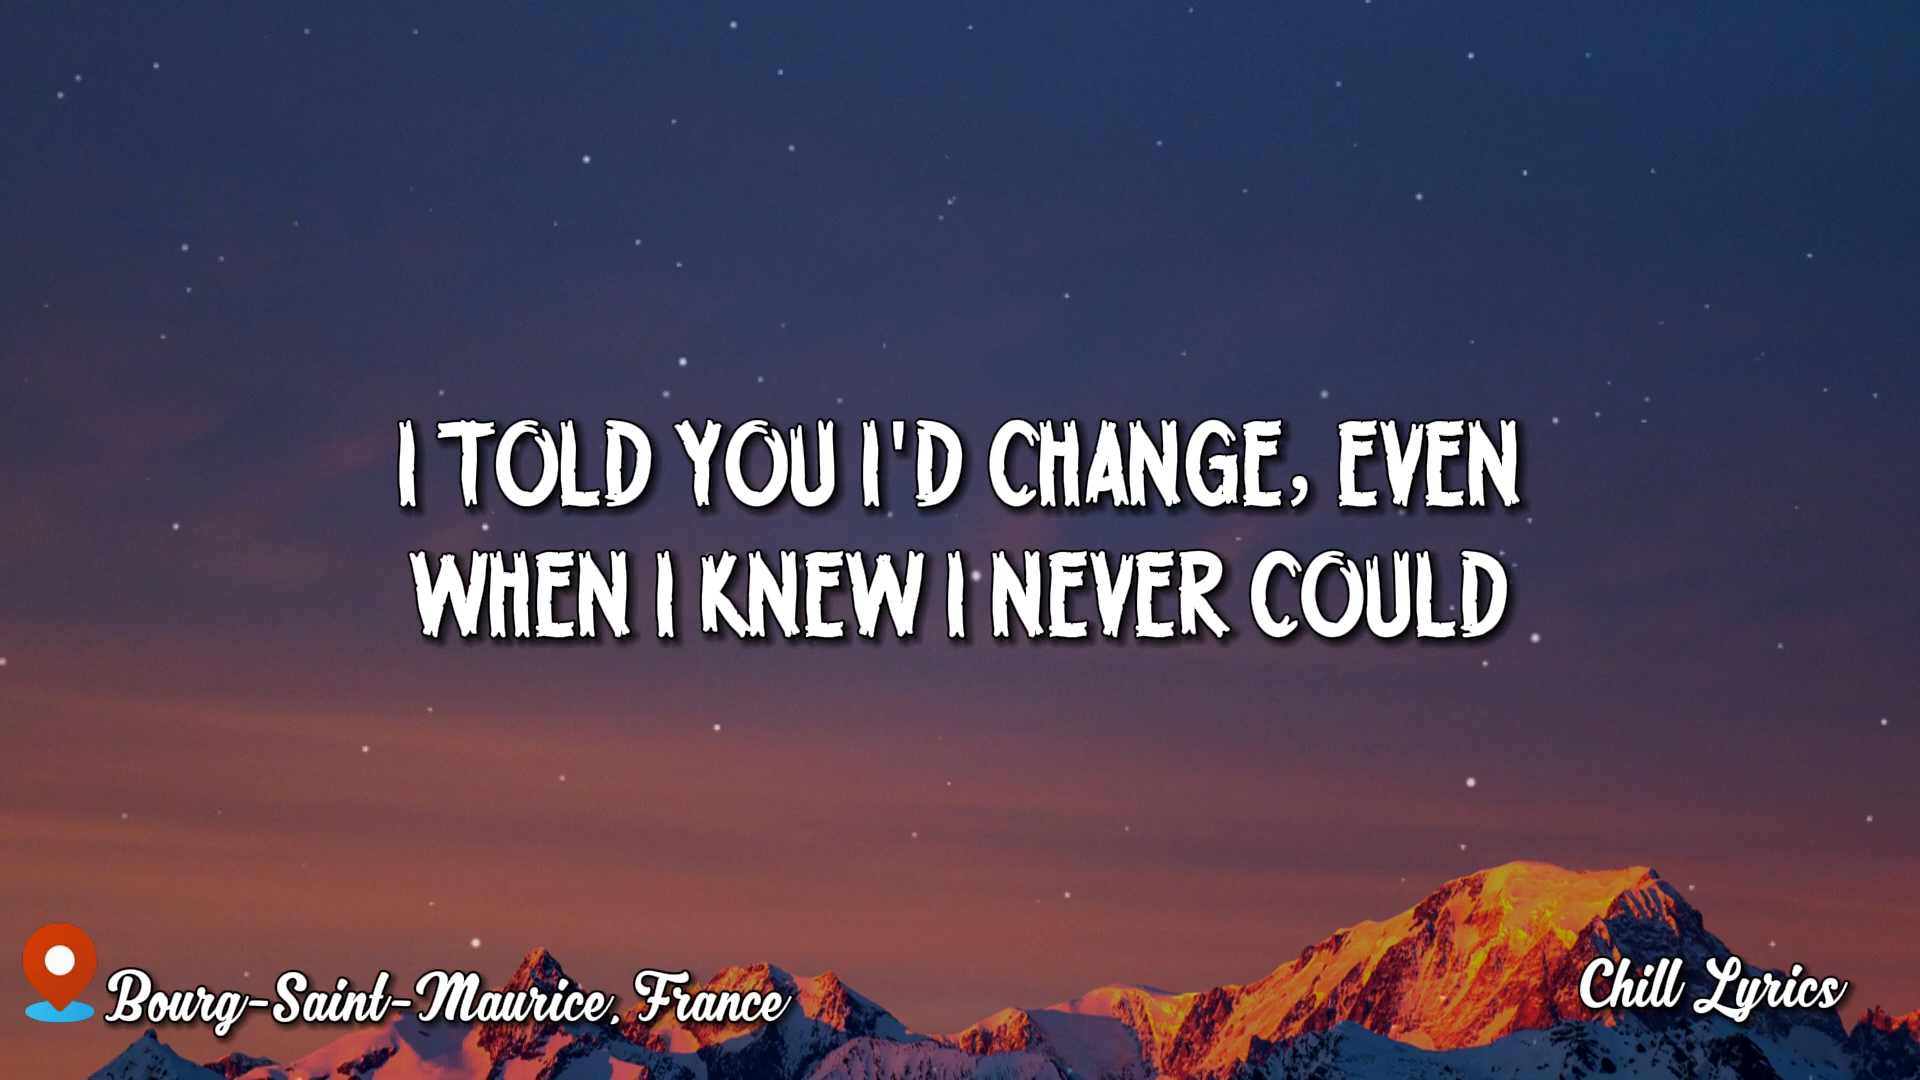 I TOLD YOU I'D CHANGE, EVEN
WHEN I KNEW I NEVER COULD
Bourg-Saint-Maurice, France
Chill Lyrics